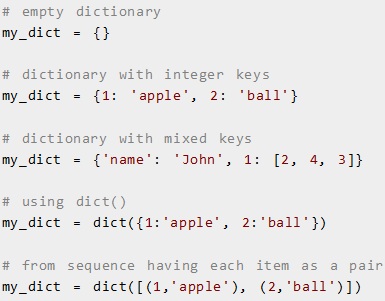 # empty dictionary
my_dict = {}
# dictionary with integer keys
my_dict = {1: 'apple', 2: 'ball'}
# dictionary with mixed keys
my_dict = {'name': 'John', 1: [2, 4, 3]}
# using dict()
my_dict = dict({1:'apple', 2:'ball'})
# from sequence having each item as a pair
my_dict = dict([(1,'apple'), (2,'ball')])